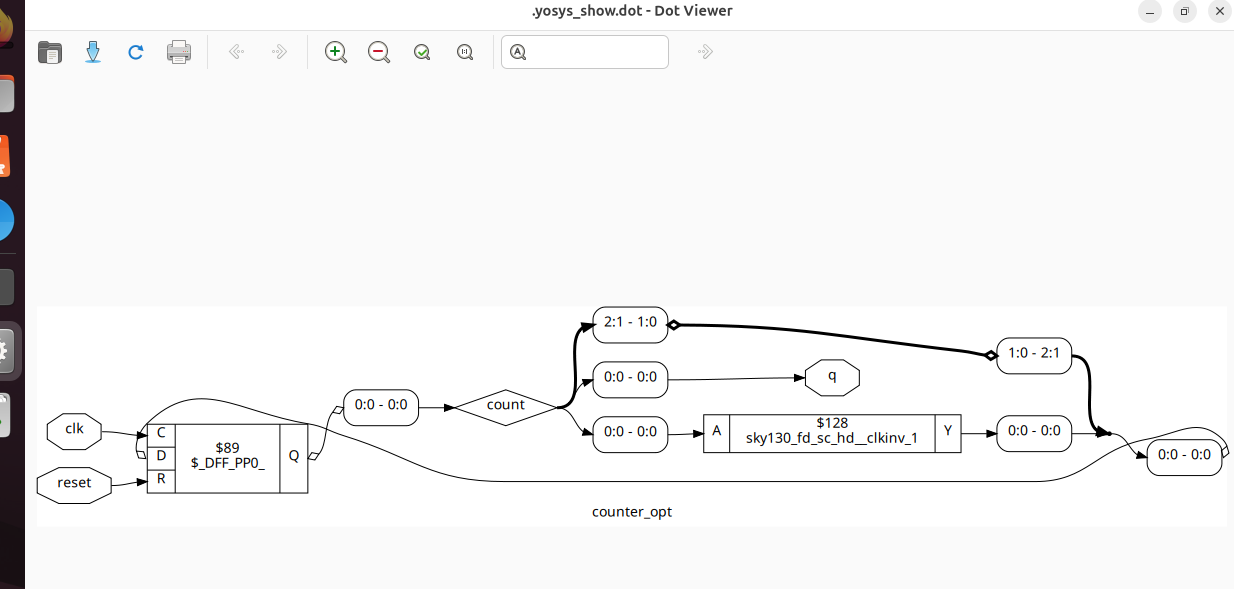 .yosys_show.dot - Dot Viewer
2:1 - 1:0
1:0 - 2:1
0:0 - 0:0
q
0:0 - 0:0
count
clk
C
D
R
$89
$_DFF_PP0_
Q
0:0 - 0:0
A
$128
sky130_fd_sc_hd__clkinv_1
Y
0:0 - 0:0
0:0 - 0:0
reset
counter_opt